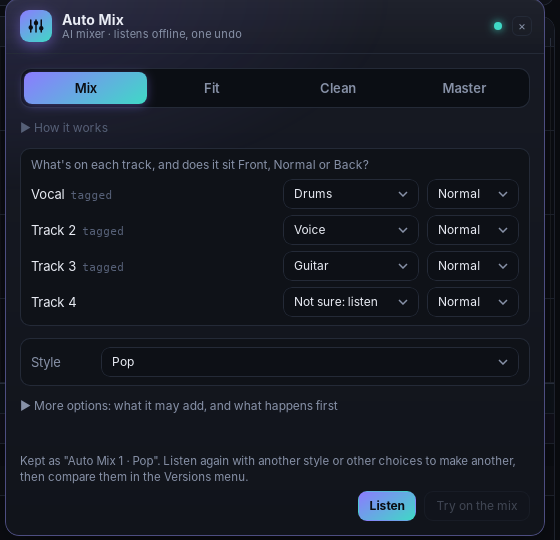 Auto Mix
AI mixer · listens offline, one undo
×
Mix Fit Clean Master
▶ How it works
What's on each track, and does it sit Front, Normal or Back?
Vocal tagged Drums Normal
Track 2 tagged Voice Normal
Track 3 tagged Guitar Normal
Track 4 Not sure: listen Normal
Style Pop
▶ More options: what it may add, and what happens first
Kept as "Auto Mix 1 · Pop". Listen again with another style or other choices to make another,
then compare them in the Versions menu.
Listen Try on the mix